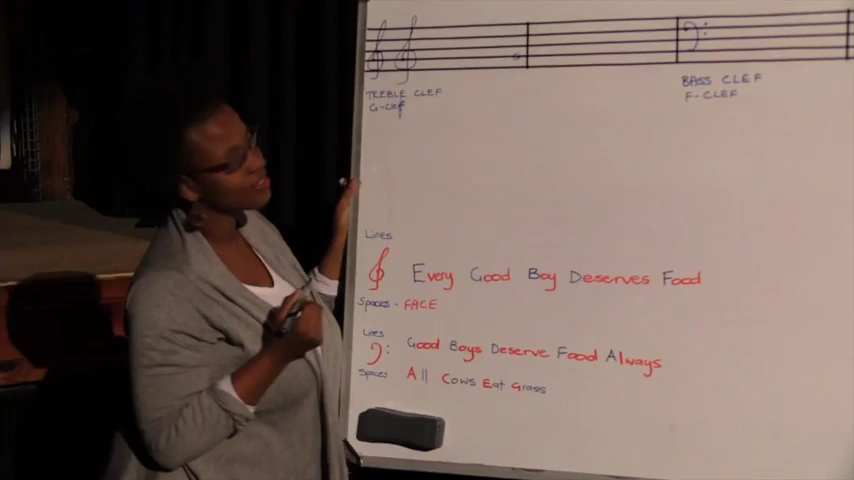 TREBLE CLEF
G-clef
BASS CLEF
F-CLEF
Lines
Every Good Boy Deserves Food
Spaces - FACE
Lines
Good Boys Deserve Food Always
Spaces All Cows Eat Grass